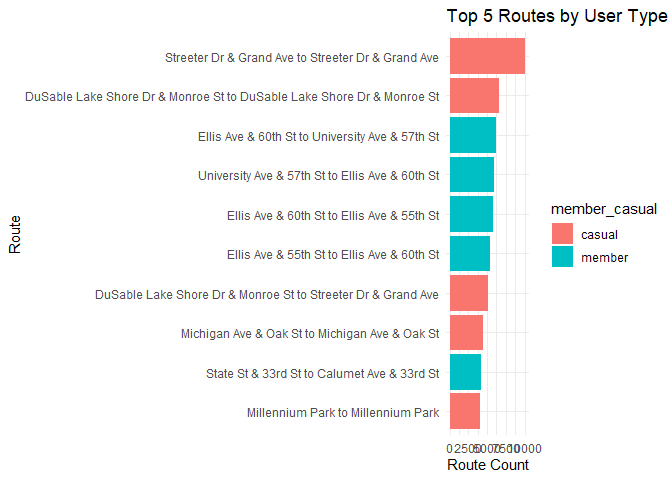 Top 5 Routes by User Type
Streeter Dr & Grand Ave to Streeter Dr & Grand Ave
DuSable Lake Shore Dr & Monroe St to DuSable Lake Shore Dr & Monroe St
Ellis Ave & 60th St to University Ave & 57th St
University Ave & 57th St to Ellis Ave & 60th St
Ellis Ave & 60th St to Ellis Ave & 55th St
Ellis Ave & 55th St to Ellis Ave & 60th St
DuSable Lake Shore Dr & Monroe St to Streeter Dr & Grand Ave
Michigan Ave & Oak St to Michigan Ave & Oak St
State St & 33rd St to Calumet Ave & 33rd St
Millennium Park to Millennium Park
Route
0 2500 5000 7500 10000
Route Count
member_casual
casual
member